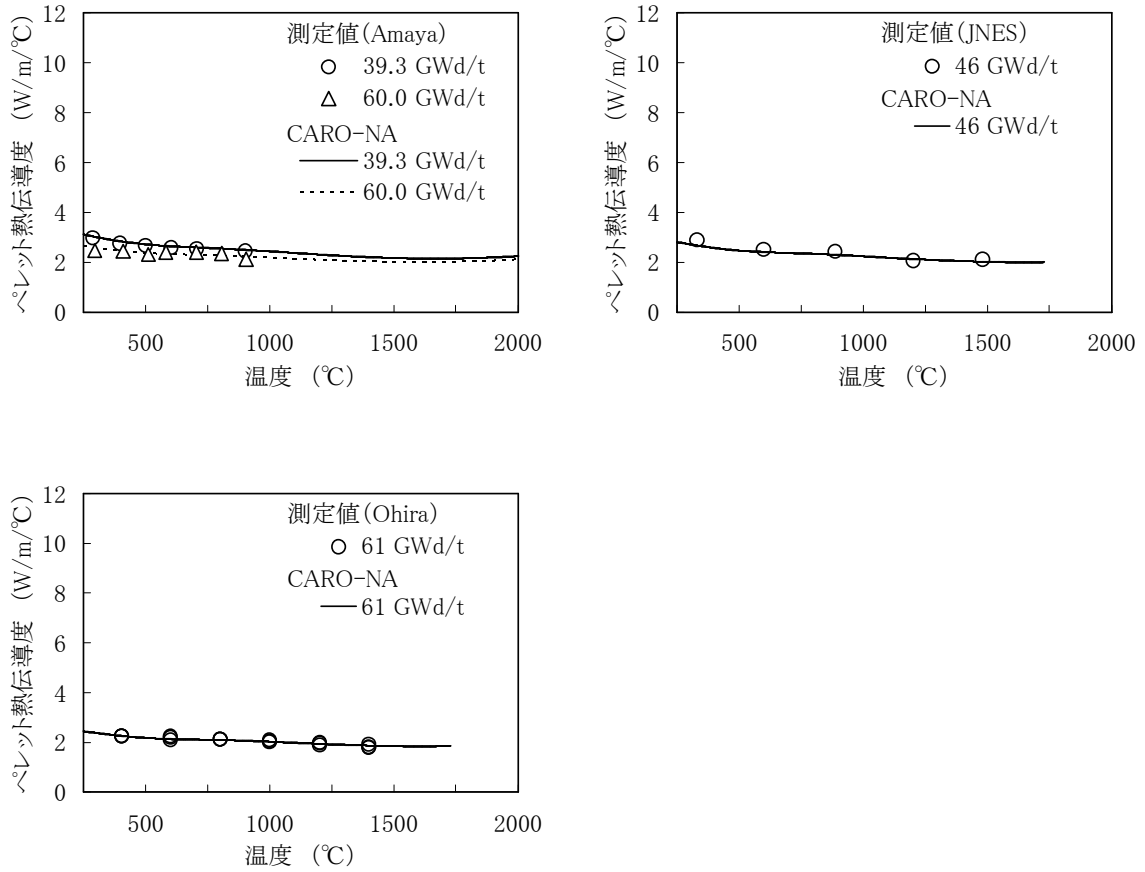 ペレット熱伝導度 (W/m/℃)
12
10
8
6
4
2
0
測定値(Amaya)
39.3 GWd/t
60.0 GWd/t
CARO-NA
39.3 GWd/t
60.0 GWd/t
500 1000 1500 2000
温度 (℃)
ペレット熱伝導度 (W/m/℃)
12
10
8
6
4
2
0
測定値(JNES)
46 GWd/t
CARO-NA
46 GWd/t
500 1000 1500 2000
温度 (℃)
ペレット熱伝導度 (W/m/℃)
12
10
8
6
4
2
0
測定値(Ohira)
61 GWd/t
CARO-NA
61 GWd/t
500 1000 1500 2000
温度 (℃)